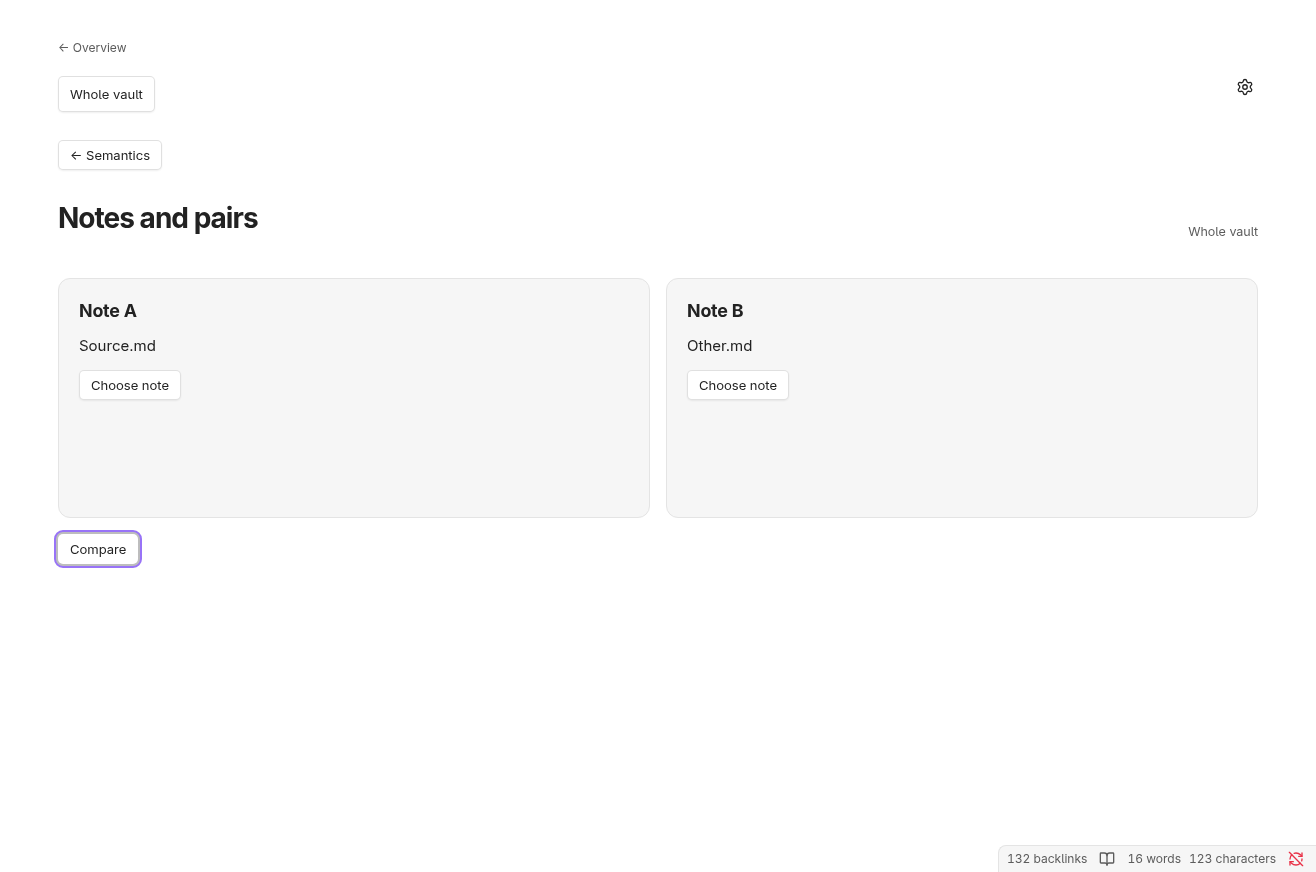 ← Overview
Whole vault
← Semantics
Notes and pairs
Whole vault
Note A
Source.md
Choose note
Note B
Other.md
Choose note
Compare
132 backlinks 16 words 123 characters